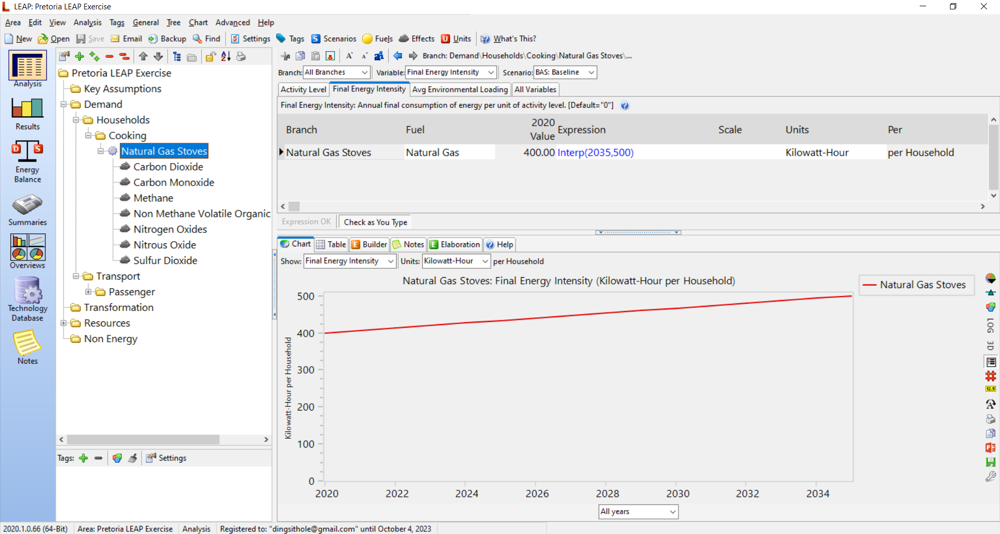 LEAP: Pretoria LEAP Exercise
Area Edit View Analysis Tags General Tree Chart Advanced Help
New Open Save Email Backup Find Settings Tags Scenarios Fuels Effects Units What's This?
Analysis
Results
Energy
Balance
Summaries
Overviews
Technology
Database
Notes
Pretoria LEAP Exercise
Key Assumptions
Demand
Households
Cooking
Natural Gas Stoves
Carbon Dioxide
Carbon Monoxide
Methane
Non Methane Volatile Organic
Nitrogen Oxides
Nitrous Oxide
Sulfur Dioxide
Transport
Passenger
Transformation
Resources
Non Energy
Tags: Settings
Branch: Demand\Households\Cooking\Natural Gas Stoves\...
Branch: All Branches Variable: Final Energy Intensity Scenario: BAS: Baseline
Activity Level Final Energy Intensity Avg Environmental Loading All Variables
Final Energy Intensity: Annual final consumption of energy per unit of activity level. [Default="0"]
Branch Fuel 2020 Value Expression Scale Units Per
Natural Gas Stoves Natural Gas 400.00 Interp(2035,500) Kilowatt-Hour per Household
Expression OK Check as You Type
Chart Table Builder Notes Elaboration Help
Show: Final Energy Intensity Units: Kilowatt-Hour per Household
Natural Gas Stoves: Final Energy Intensity (Kilowatt-Hour per Household)
Natural Gas Stoves
Kilowatt-Hour per Household
500
400
300
200
100
0
2020 2022 2024 2026 2028 2030 2032 2034
All years
LOG
3D
12.5
2020.1.0.66 (64-Bit) Area: Pretoria LEAP Exercise Analysis Registered to: "dingsithole@gmail.com" until October 4, 2023